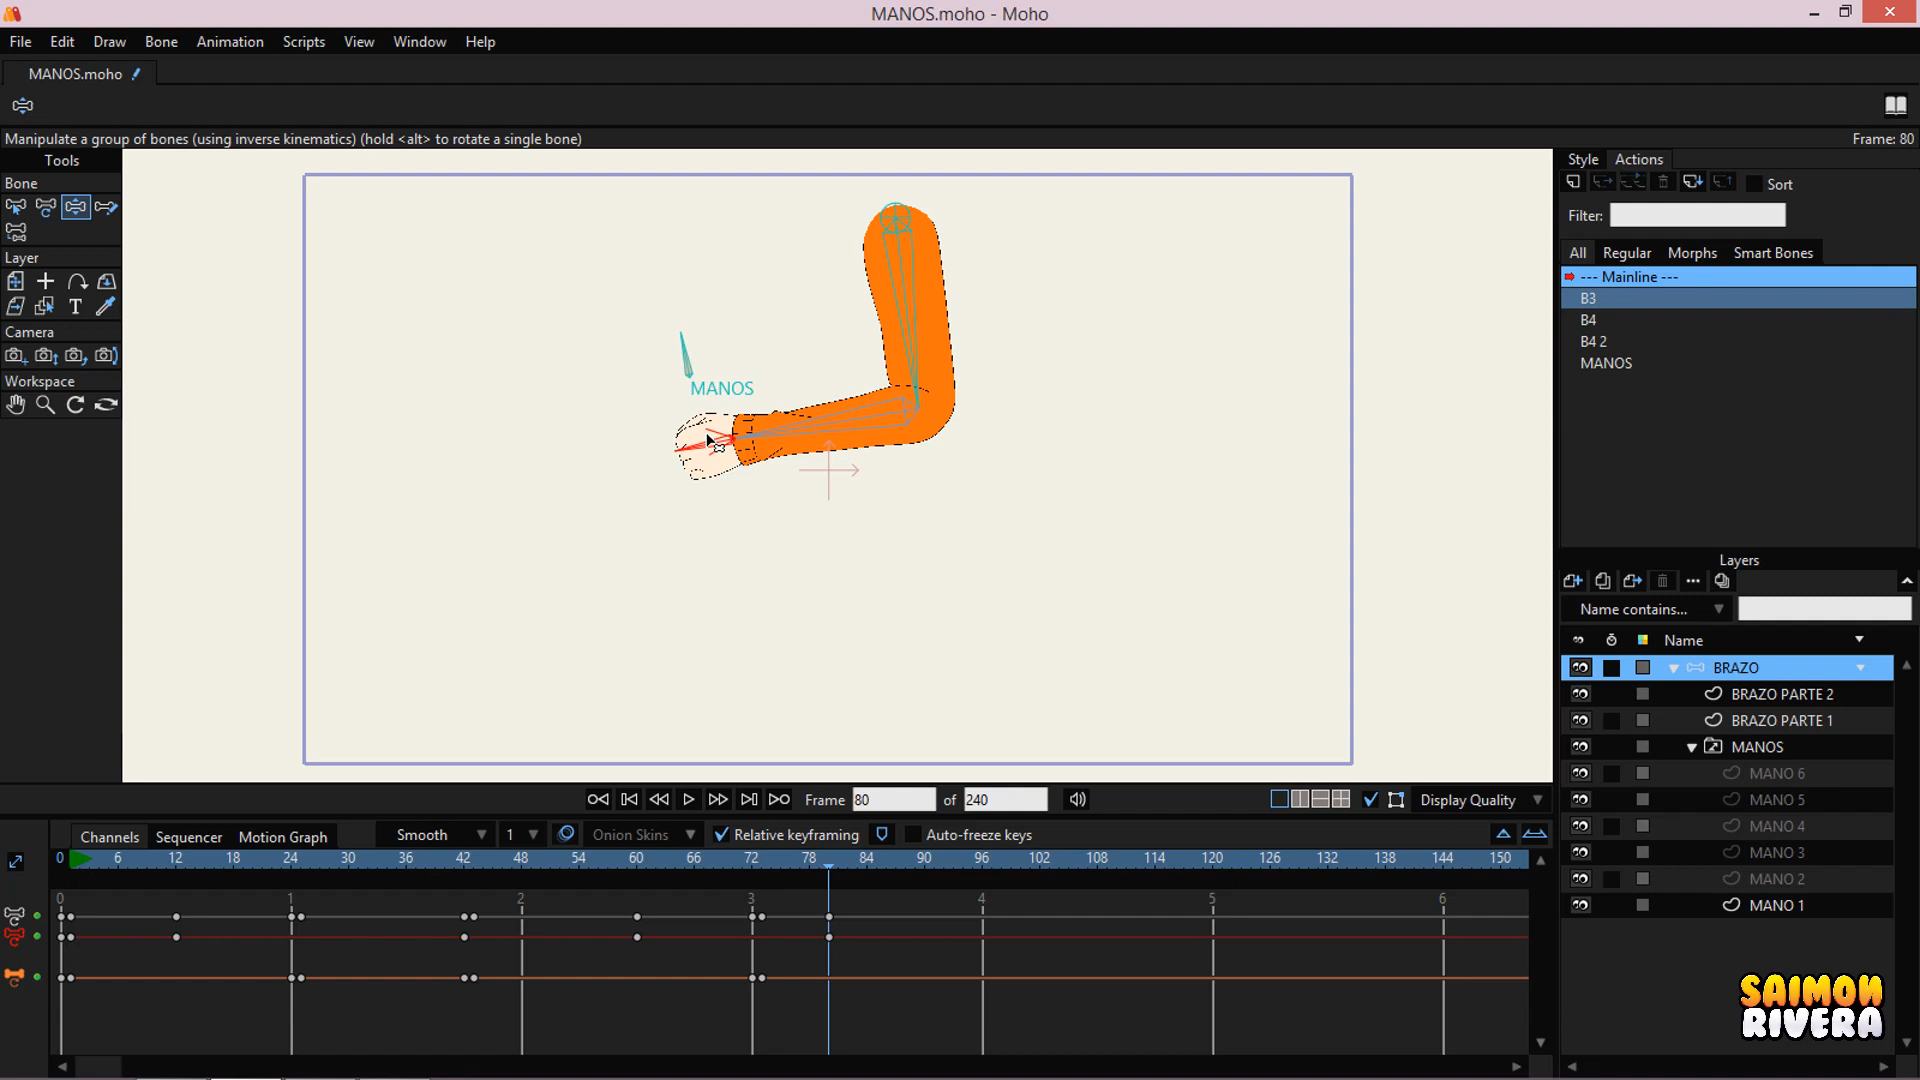 MANOS.moho - Moho
File Edit Draw Bone Animation Scripts View Window Help
MANOS.moho
Manipulate a group of bones (using inverse kinematics) (hold <alt> to rotate a single bone)
Frame: 80
Tools
Bone
Layer
T
Camera
Workspace
MANOS
Style Actions
Sort
Filter:
All Regular Morphs Smart Bones
--- Mainline ---
B3
B4
B4 2
MANOS
Layers
Name contains...
Name
BRAZO
BRAZO PARTE 2
BRAZO PARTE 1
MANOS
MANO 6
MANO 5
MANO 4
MANO 3
MANO 2
MANO 1
Frame 80 of 240
Display Quality
Channels Sequencer Motion Graph Smooth 1 Onion Skins Relative keyframing Auto-freeze keys
0 6 12 18 24 30 36 42 48 54 60 66 72 78 84 90 96 102 108 114 120 126 132 138 144 150
0 1 2 3 4 5 6
SAIMON
RIVERA